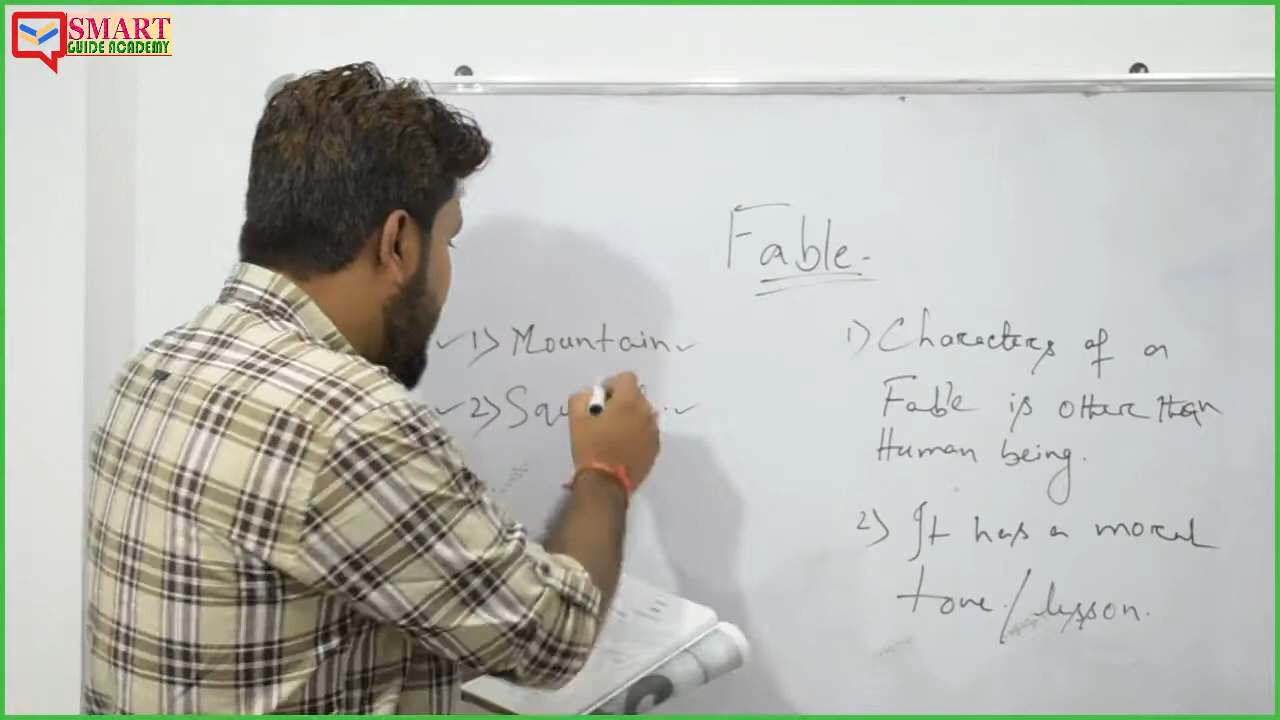 SMART
GUIDE ACADEMY
Fable.
1) Mountain
2)
1) Characters of a
Fable is other than
Human being.
2) It has a moral
tone./lesson.